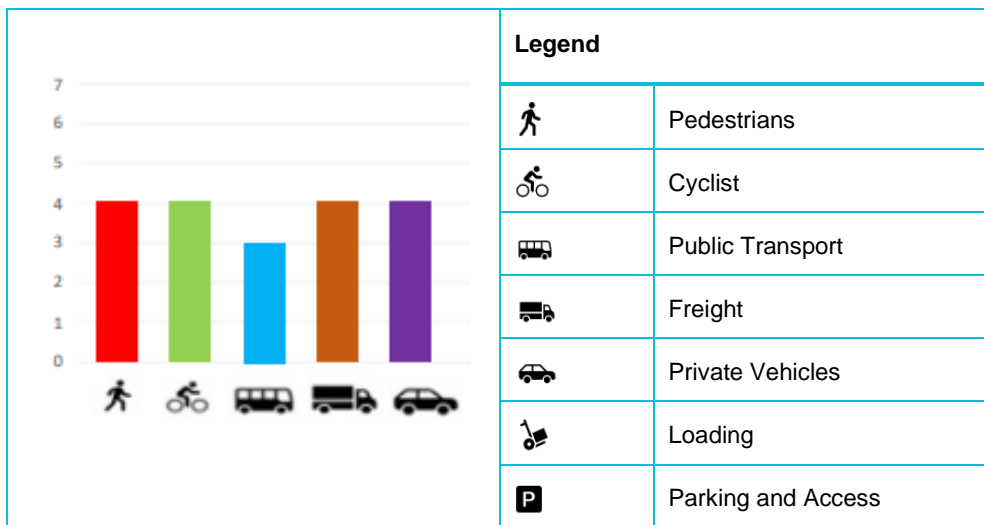 7
6
5
4
3
2
1
0
Legend
Pedestrians
Cyclist
Public Transport
Freight
Private Vehicles
Loading
P
Parking and Access